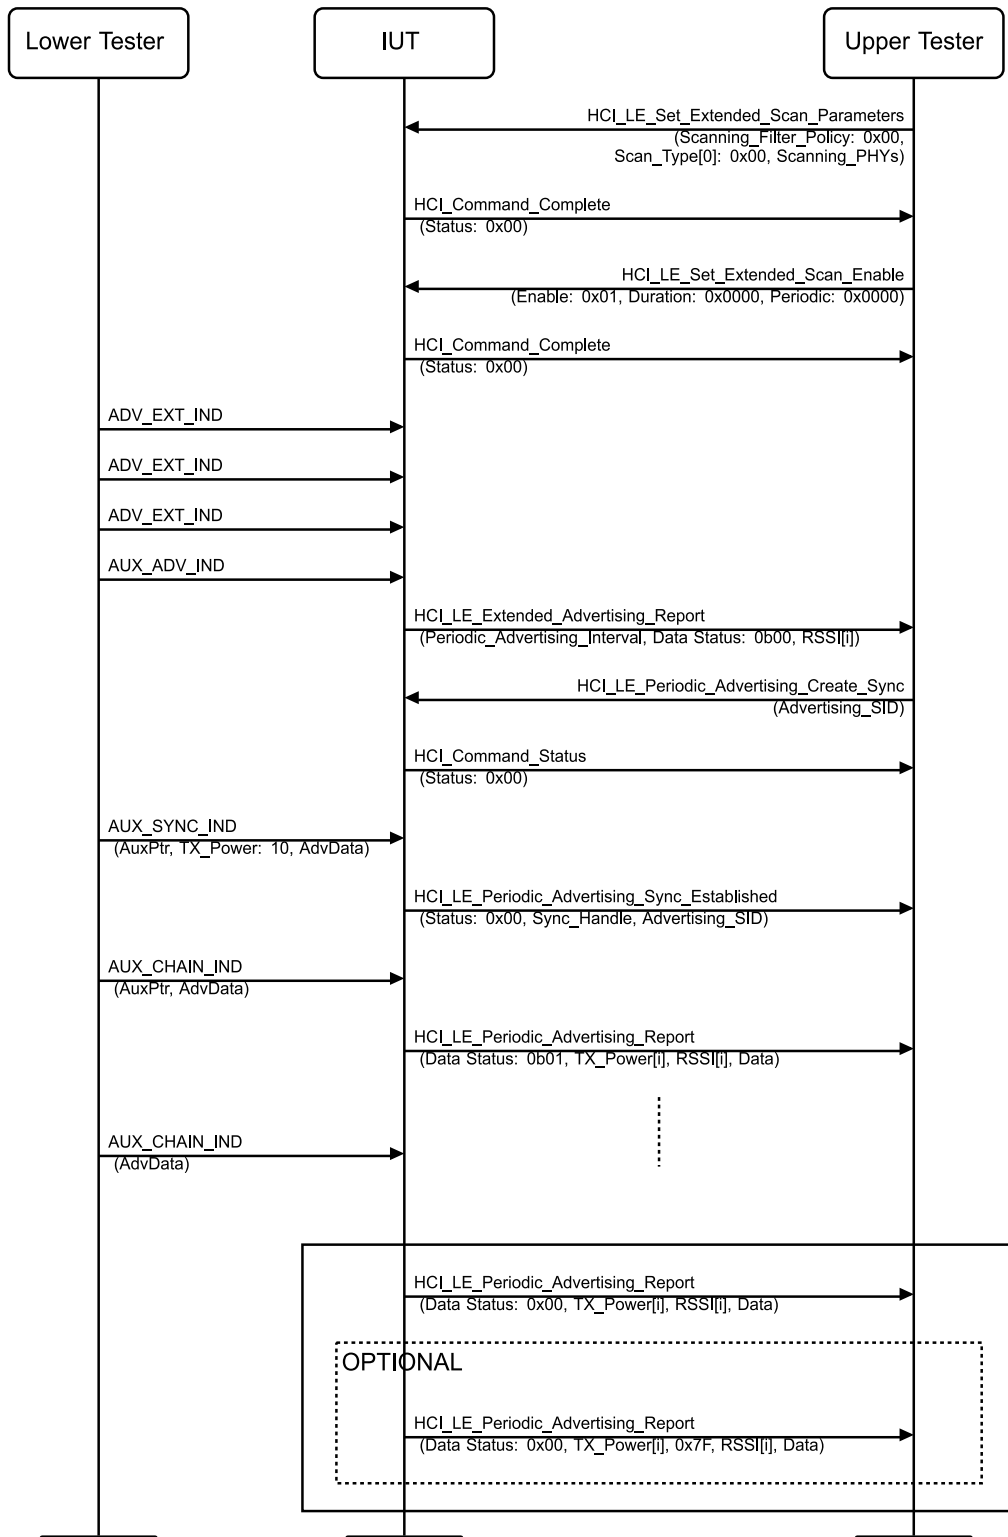 Lower Tester
IUT
Upper Tester
HCI_LE_Set_Extended_Scan_Parameters
(Scanning_Filter_Policy: 0x00,
Scan_Type[0]: 0x00, Scanning_PHYs)
HCI_Command_Complete
(Status: 0x00)
HCI_LE_Set_Extended_Scan_Enable
(Enable: 0x01, Duration: 0x0000, Periodic: 0x0000)
HCI_Command_Complete
(Status: 0x00)
ADV_EXT_IND
ADV_EXT_IND
ADV_EXT_IND
AUX_ADV_IND
HCI_LE_Extended_Advertising_Report
(Periodic_Advertising_Interval, Data Status: 0b00, RSSI[i])
HCI_LE_Periodic_Advertising_Create_Sync
(Advertising_SID)
HCI_Command_Status
(Status: 0x00)
AUX_SYNC_IND
(AuxPtr, TX_Power: 10, AdvData)
HCI_LE_Periodic_Advertising_Sync_Established
(Status: 0x00, Sync_Handle, Advertising_SID)
AUX_CHAIN_IND
(AuxPtr, AdvData)
HCI_LE_Periodic_Advertising_Report
(Data Status: 0b01, TX_Power[i], RSSI[i], Data)
AUX_CHAIN_IND
(AdvData)
HCI_LE_Periodic_Advertising_Report
(Data Status: 0x00, TX_Power[i], RSSI[i], Data)
OPTIONAL
HCI_LE_Periodic_Advertising_Report
(Data Status: 0x00, TX_Power[i], 0x7F, RSSI[i], Data)